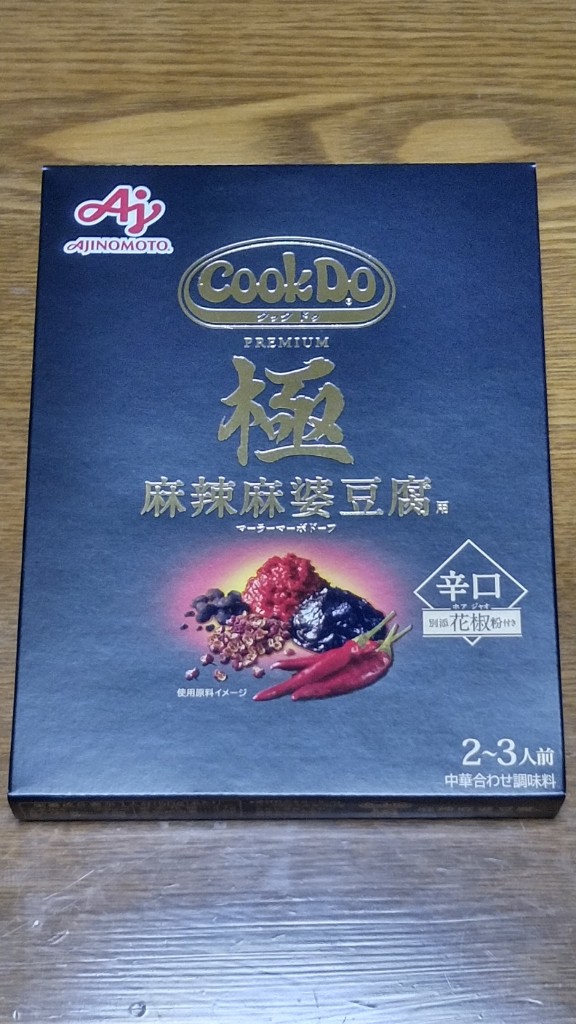 Aj
AJINOMOTO.
CookDo®
クック ドゥ
PREMIUM
極
麻辣麻婆豆腐用
マーラーマーボドーフ
辛口
ホア ジャオ
別添 花椒粉付き
使用原料イメージ
2~3人前
中華合わせ調味料